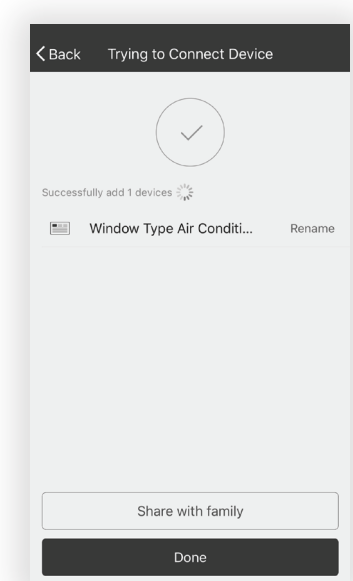 Back
Trying to Connect Device
Successfully add 1 devices
Window Type Air Conditi...
Rename
Share with family
Done